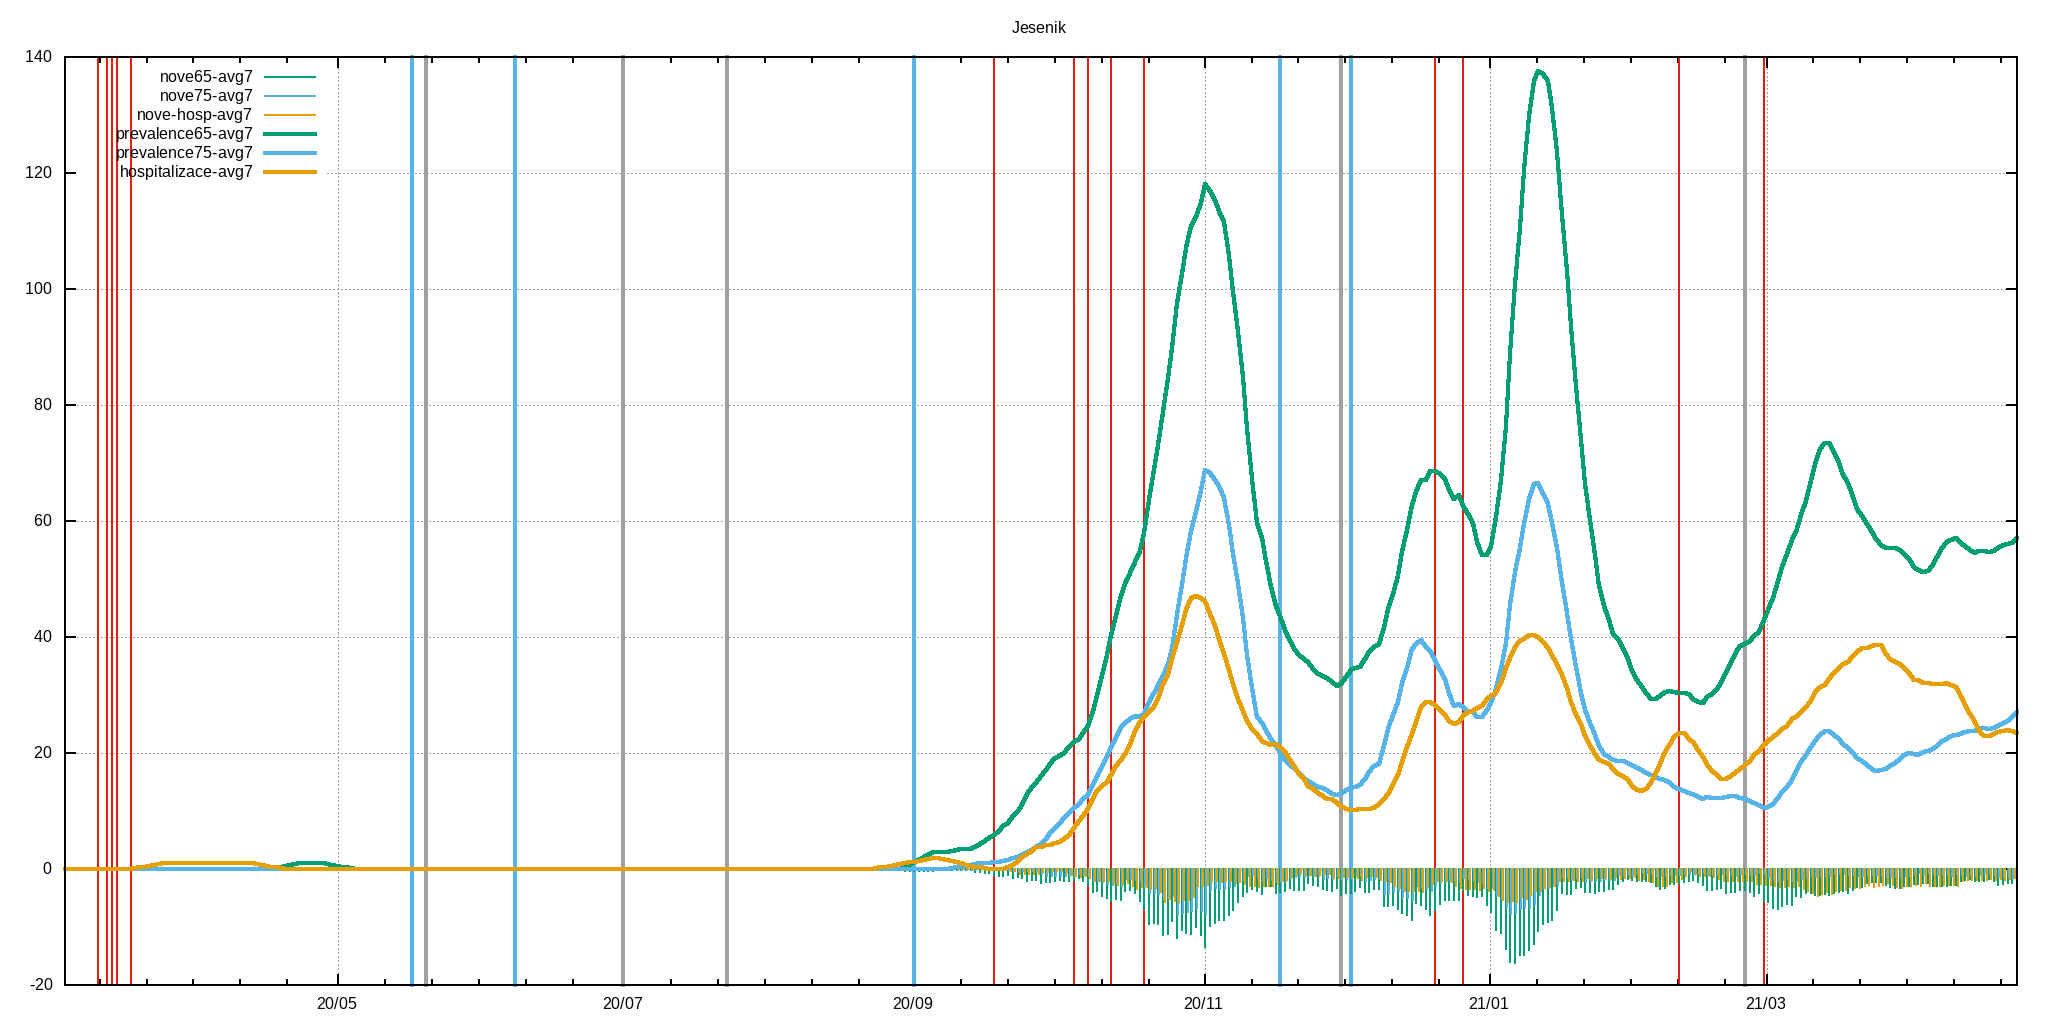 Jesenik
140
120
100
80
60
40
20
0
-20
nove65-avg7
nove75-avg7
nove-hosp-avg7
prevalence65-avg7
prevalence75-avg7
hospitalizace-avg7
20/05
20/07
20/09
20/11
21/01
21/03